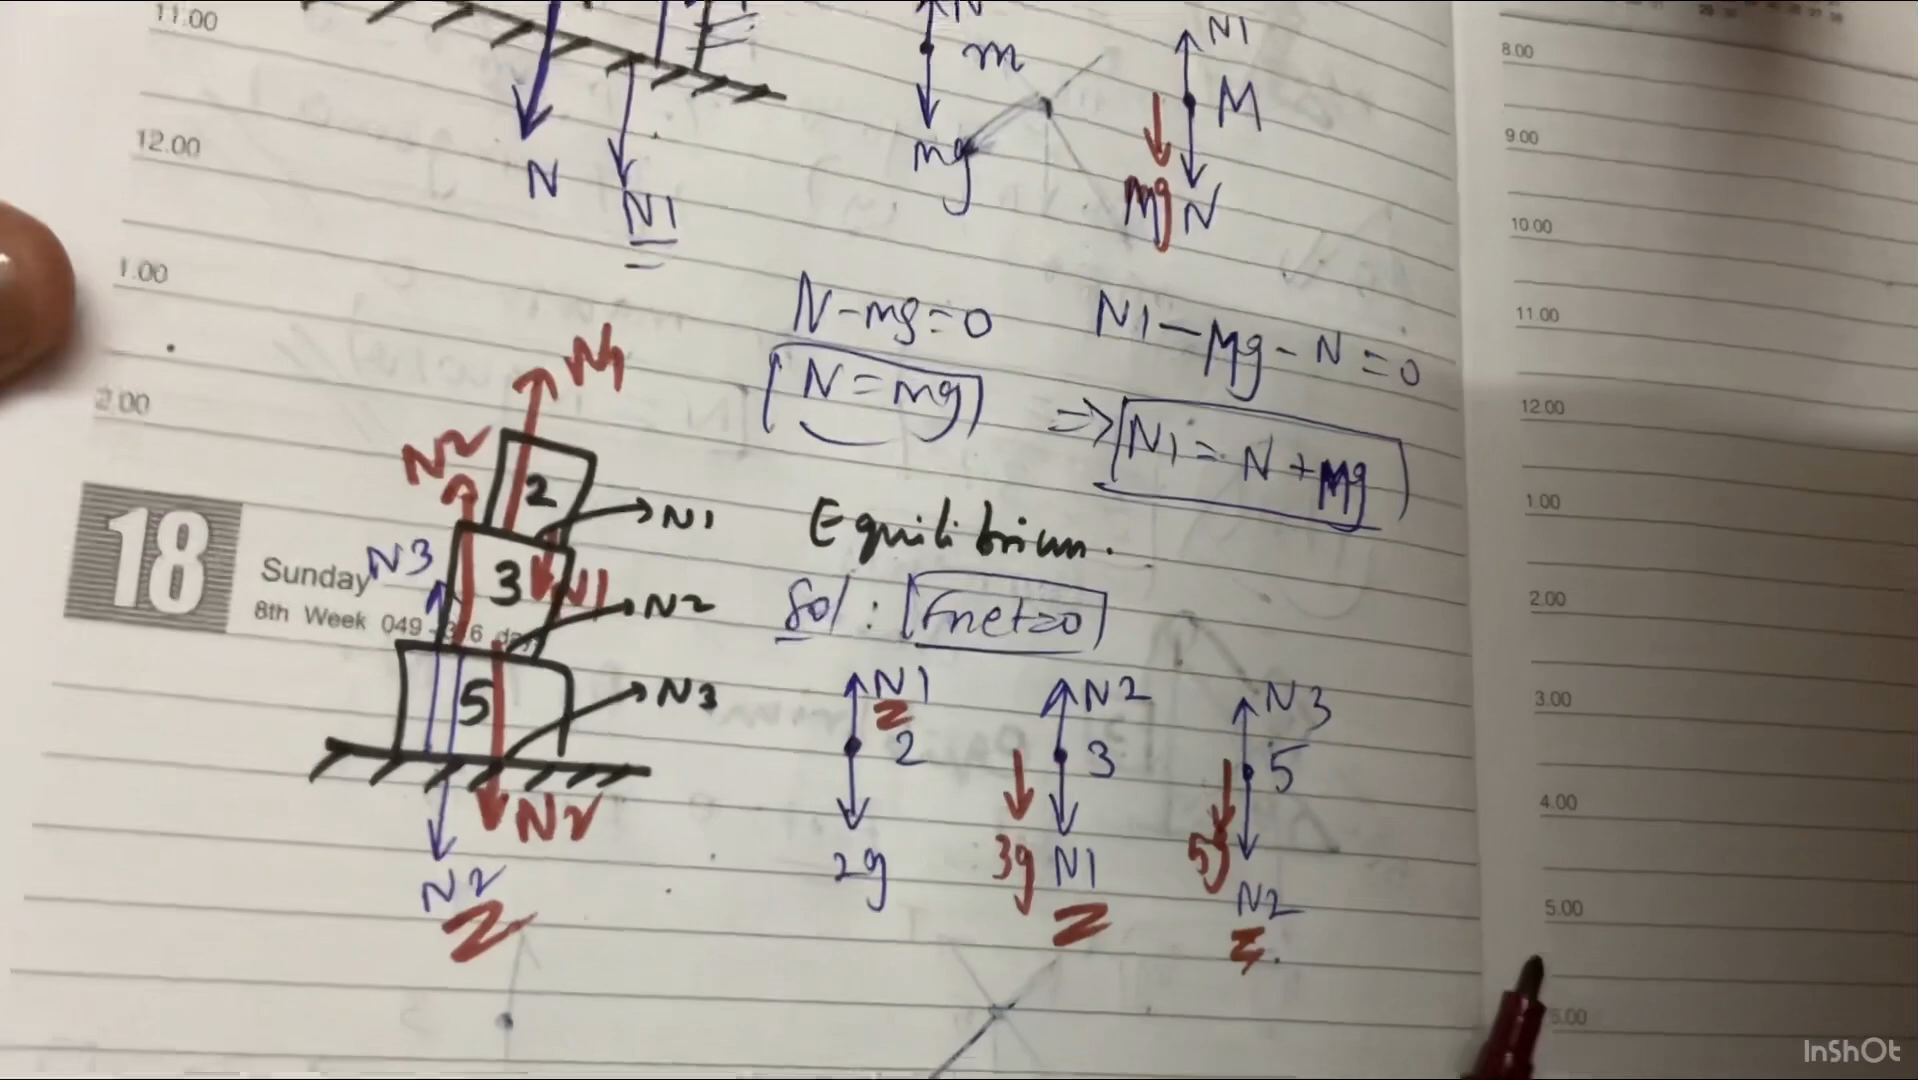 11.00
12.00
1.00
2.00
N
N1
N
m
mg
N1
M
mg N
N-mg=0
N=mg
N1-Mg-N=0
=> N1=N+Mg
18
Sunday
8th Week 049
N1
N2
2
N1
N3
3
N1
N2
5
N3
N2
N2
Equilibrium.
Sol: Fnet=0
N1
2
2g
N2
3
3g N1
N3
5
5g
N2
8.00
9.00
10.00
11.00
12.00
1.00
2.00
3.00
4.00
5.00
6.00
InShOt